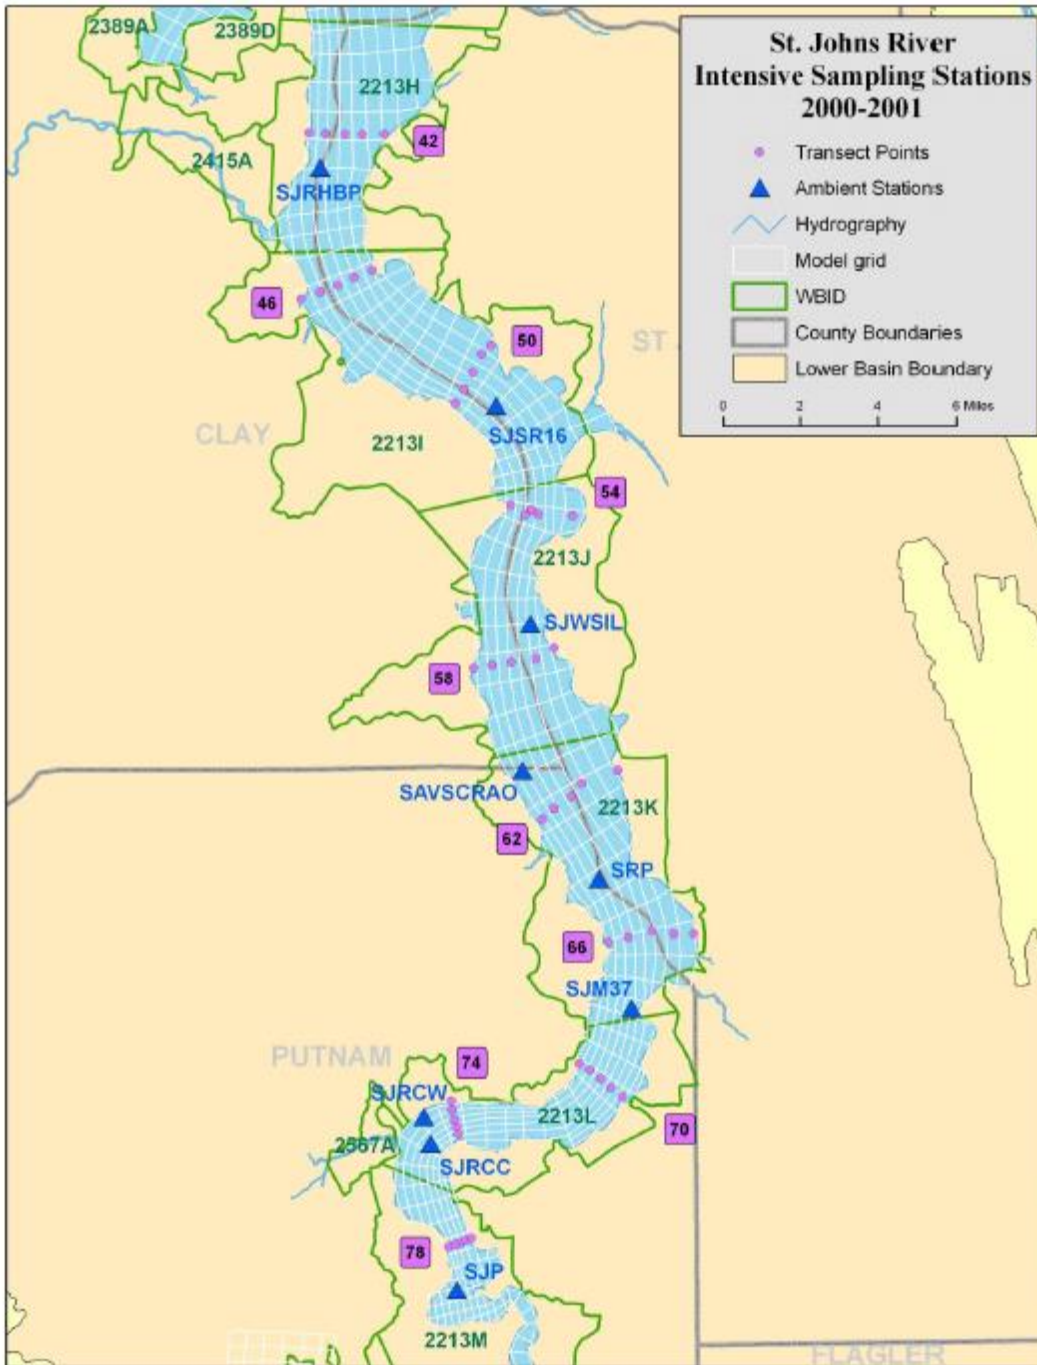 2389A
2389D
St. Johns River
Intensive Sampling Stations
2000-2001
Transect Points
Ambient Stations
Hydrography
Model grid
WBID
County Boundaries
Lower Basin Boundary
0 2 4 6 Miles
2213H
42
2415A
SJRHBP
46
50
ST
CLAY
SJSR16
2213I
54
2213J
SJWSIL
58
SAVSCRAO
2213K
62
SRP
66
SJM37
PUTNAM
74
SJRCW
2213L
70
2567A
SJRCC
78
SJP
2213M
FLAGLER